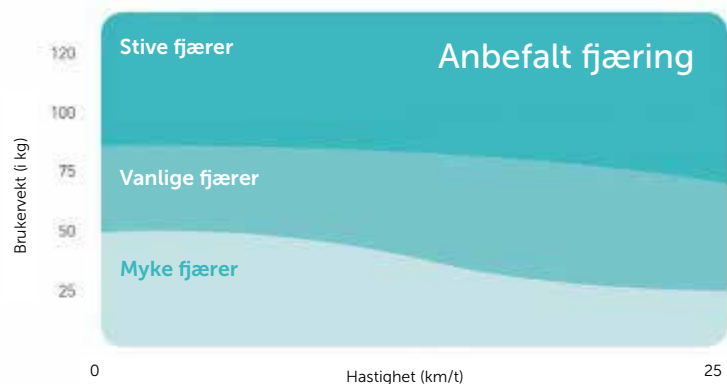 Anbefalt fjæring
Stive fjærer
Vanlige fjærer
Myke fjærer
Brukervekt (i kg)
120
100
75
50
25
0
Hastighet (km/t)
25